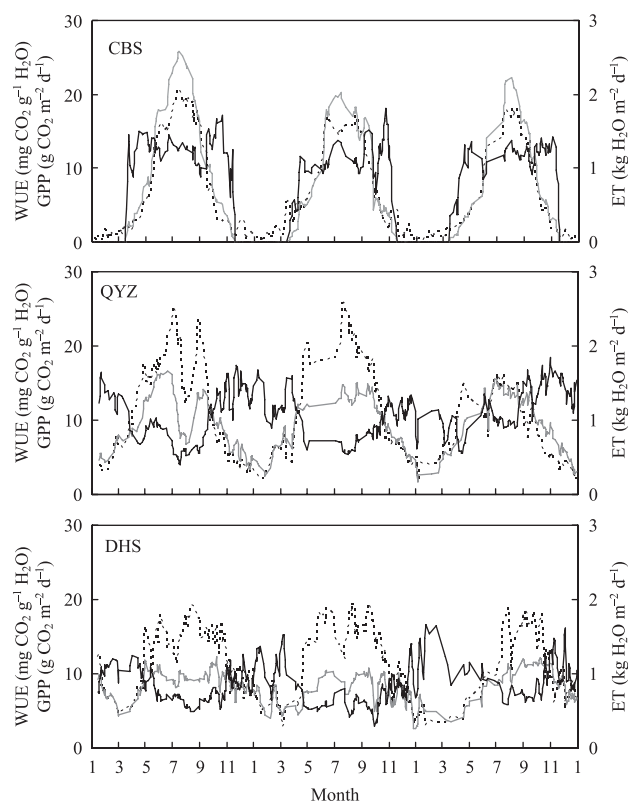 CBS
WUE (mg CO2 g−1 H2O)
GPP (g CO2 m−2 d−1)
30
20
10
0
3
2
1
0
ET (kg H2O m−2 d−1)
QYZ
WUE (mg CO2 g−1 H2O)
GPP (g CO2 m−2 d−1)
30
20
10
0
3
2
1
0
ET (kg H2O m−2 d−1)
DHS
WUE (mg CO2 g−1 H2O)
GPP (g CO2 m−2 d−1)
30
20
10
0
3
2
1
0
ET (kg H2O m−2 d−1)
1 3 5 7 9 11 1 3 5 7 9 11 1 3 5 7 9 11 1
Month